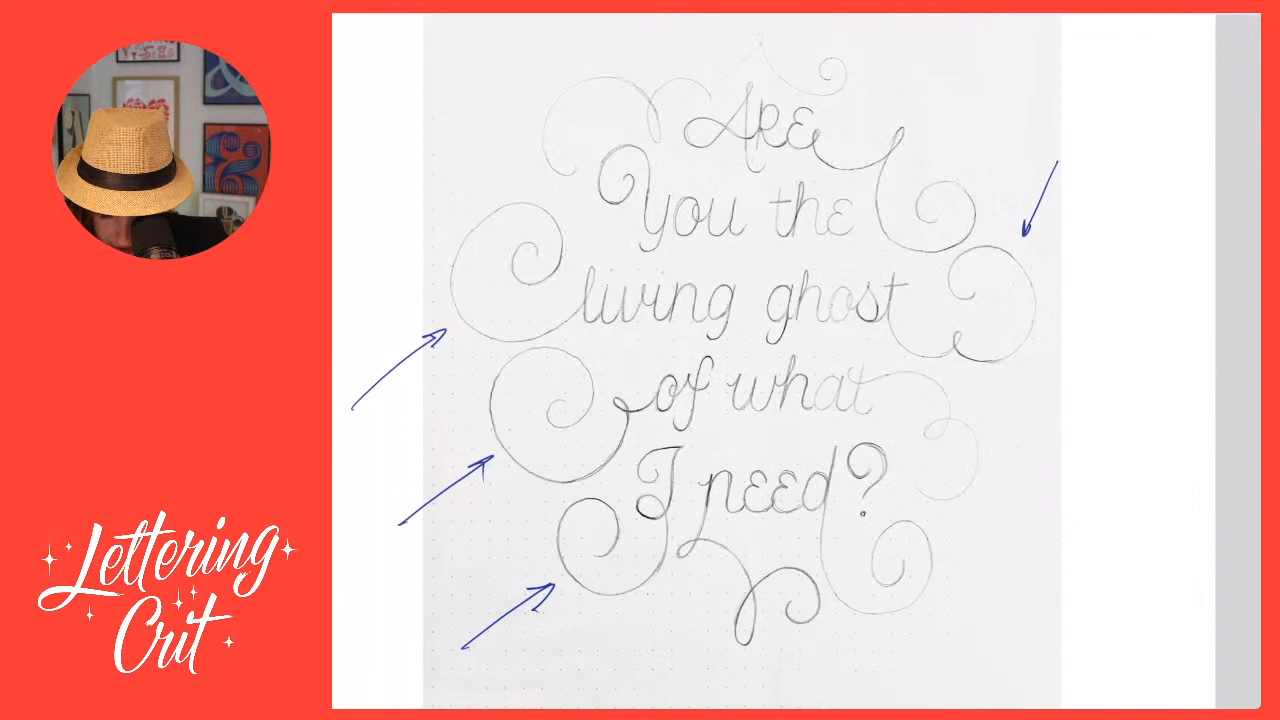 Are
You the
living ghost
of what
I need?
Lettering
Crit